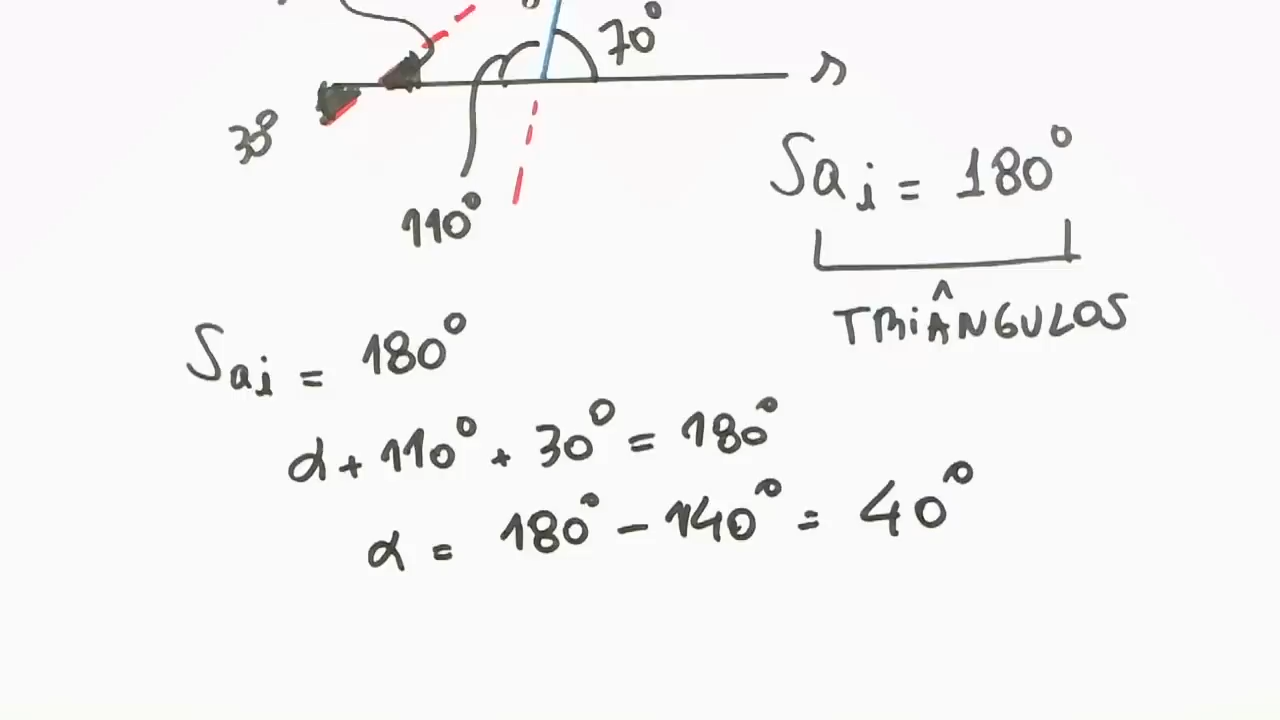 70°
r
30°
110°
Sai = 180°
TRIÂNGULOS
Sai = 180°
α + 110° + 30° = 180°
α = 180° - 140° = 40°